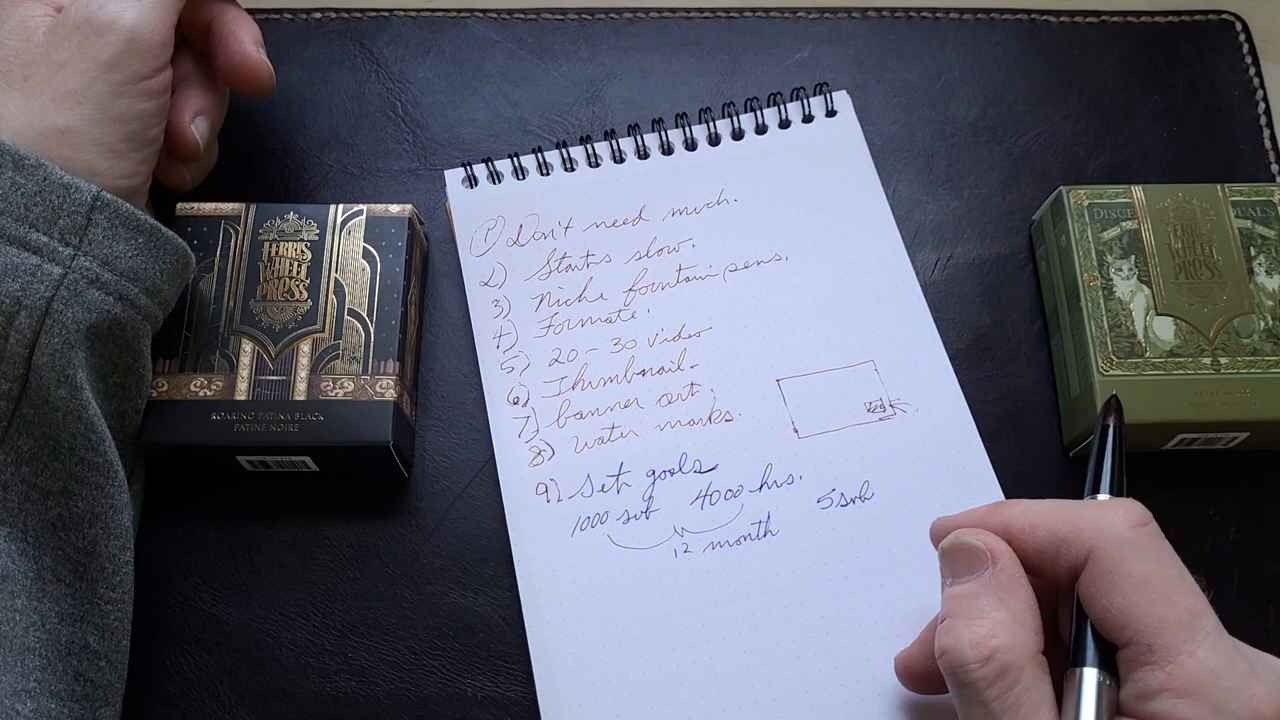 FERRIS
WHEEL
PRESS
ROARING PATINA BLACK
PATINE NOIRE
1) Don't need much.
2) Starts slow.
3) Niche fountain pens.
4) Formate.
5) 20-30 video
6) Thumbnail.
7) banner art.
8) water marks.
9) Set goals
1000 sub 4000 hrs. 5 sub
12 month
FERRIS
WHEEL
PRESS